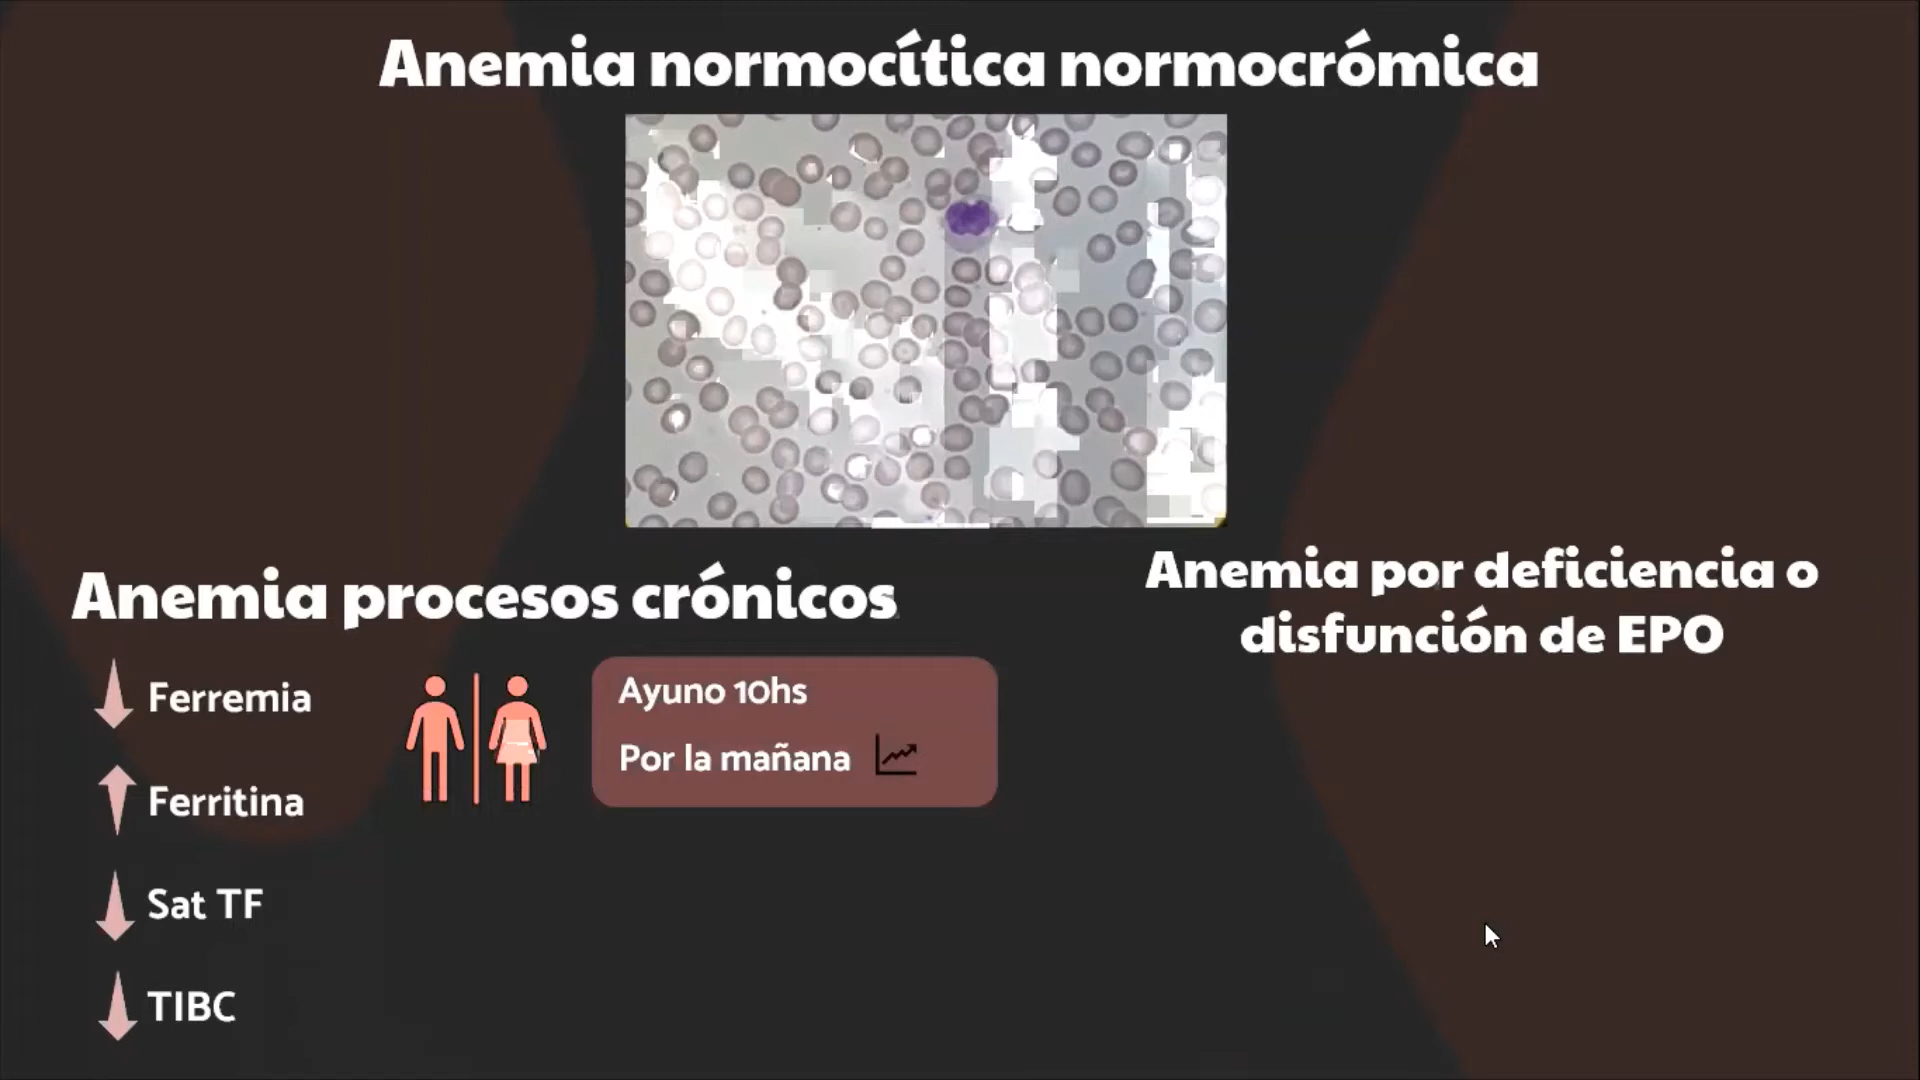 Anemia normocítica normocrómica
Anemia procesos crónicos
Ferremia
Ferritina
Sat TF
TIBC
Ayuno 10hs
Por la mañana
Anemia por deficiencia o
disfunción de EPO